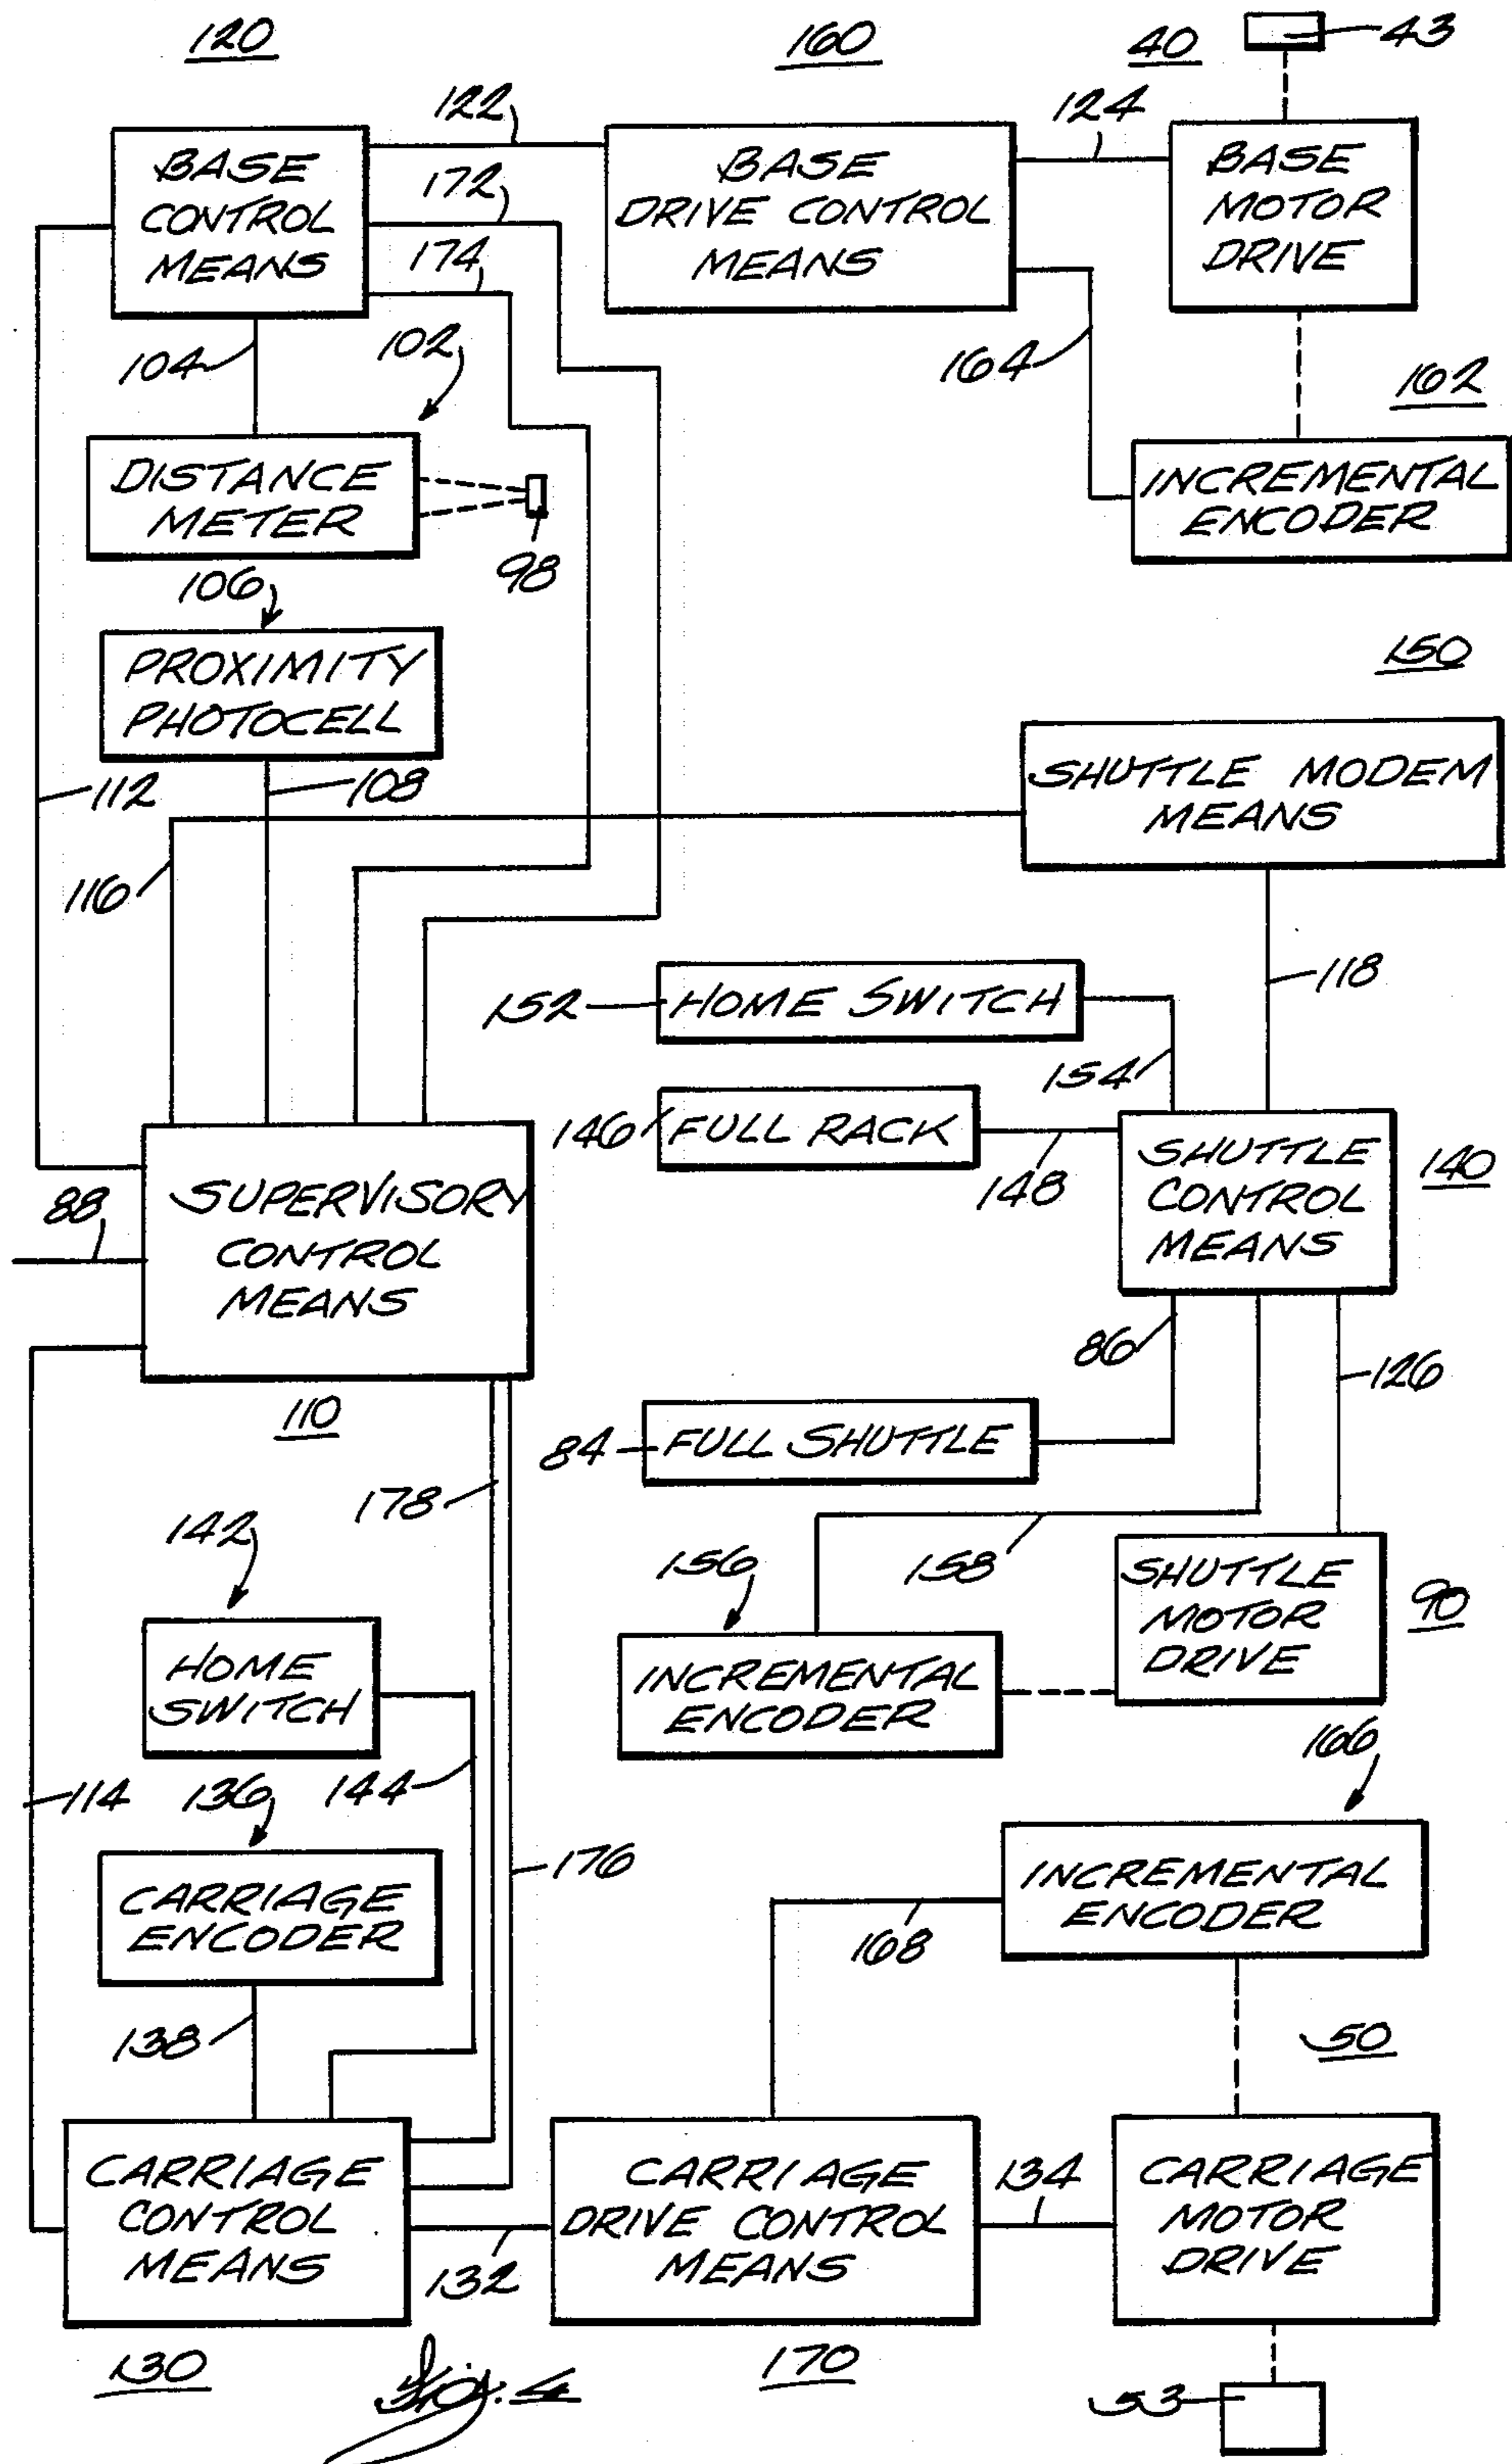 120
160
40
43
122
124
BASE
CONTROL
MEANS
172
174
BASE
DRIVE CONTROL
MEANS
BASE
MOTOR
DRIVE
104
102
164
162
DISTANCE
METER
98
INCREMENTAL
ENCODER
106
PROXIMITY
PHOTOCELL
150
112
108
SHUTTLE MODEM
MEANS
116
118
152
HOME SWITCH
154
146
FULL RACK
148
SHUTTLE
CONTROL
MEANS
140
88
SUPERVISORY
CONTROL
MEANS
110
86
126
84
FULL SHUTTLE
178
142
156
158
SHUTTLE
MOTOR
DRIVE
90
HOME
SWITCH
INCREMENTAL
ENCODER
166
114
136
144
176
CARRIAGE
ENCODER
INCREMENTAL
ENCODER
168
138
50
CARRIAGE
CONTROL
MEANS
132
CARRIAGE
DRIVE CONTROL
MEANS
134
CARRIAGE
MOTOR
DRIVE
130
Fig. 4
170
53